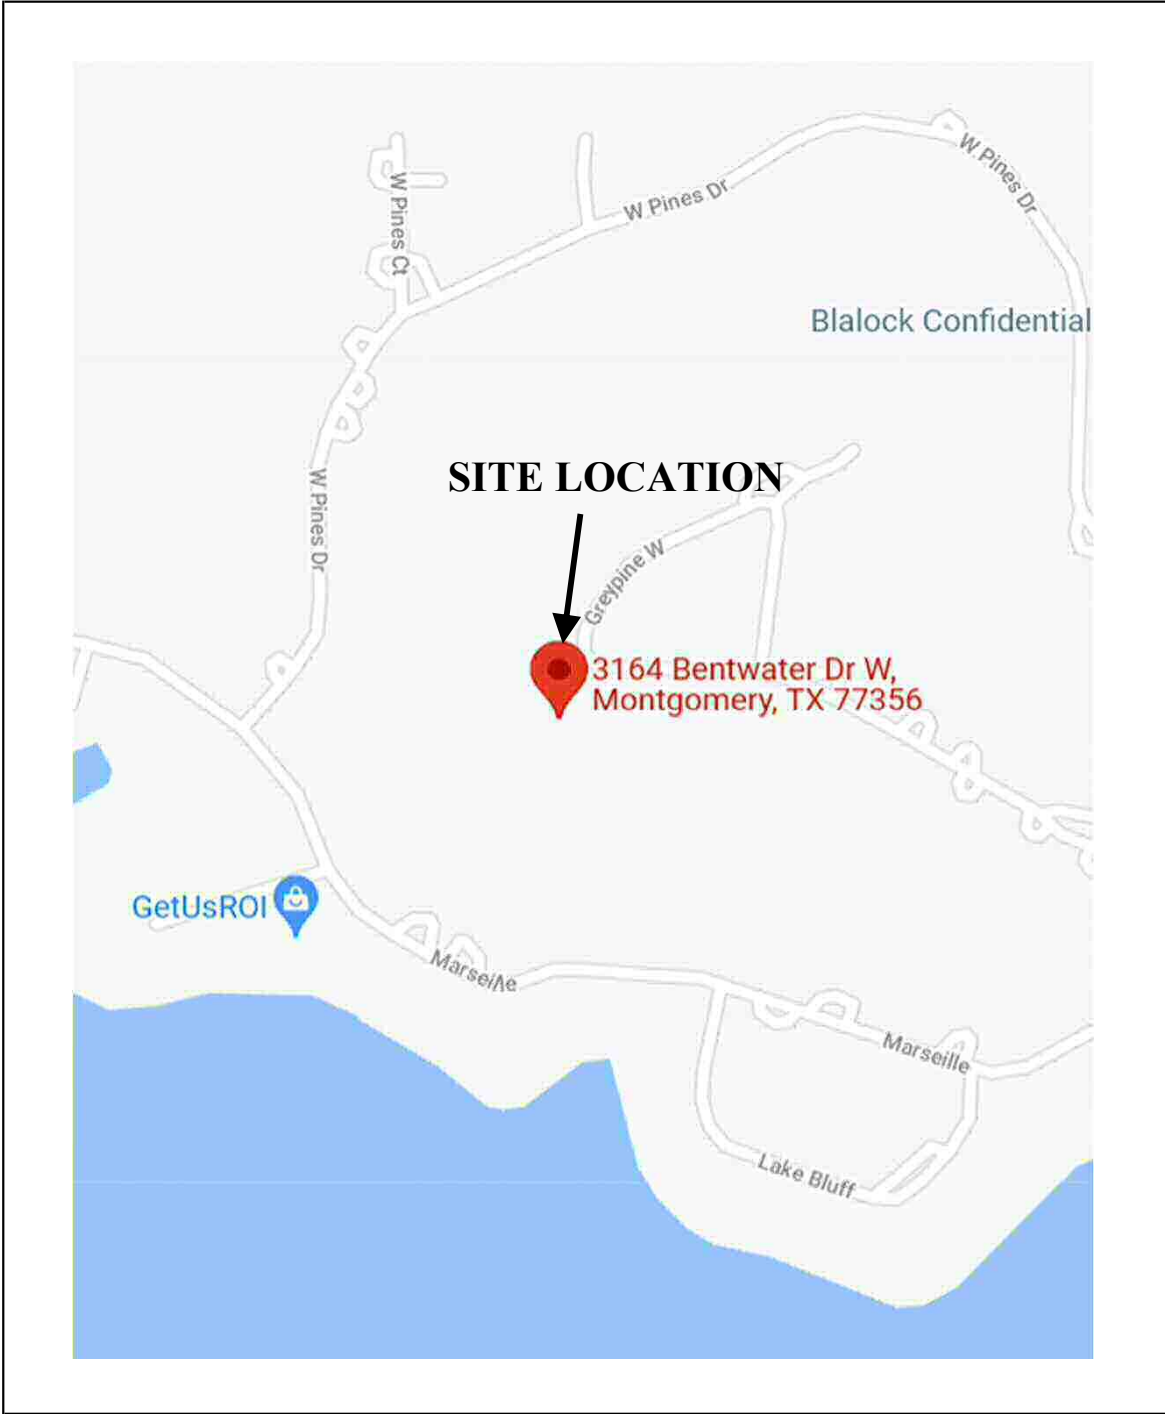 W Pines Dr
W Pines Dr
W Pines Ct
Blalock Confidential
SITE LOCATION
W Pines Dr
Greypine W
3164 Bentwater Dr W,
Montgomery, TX 77356
GetUsROI
Marseille
Marseille
Lake Bluff